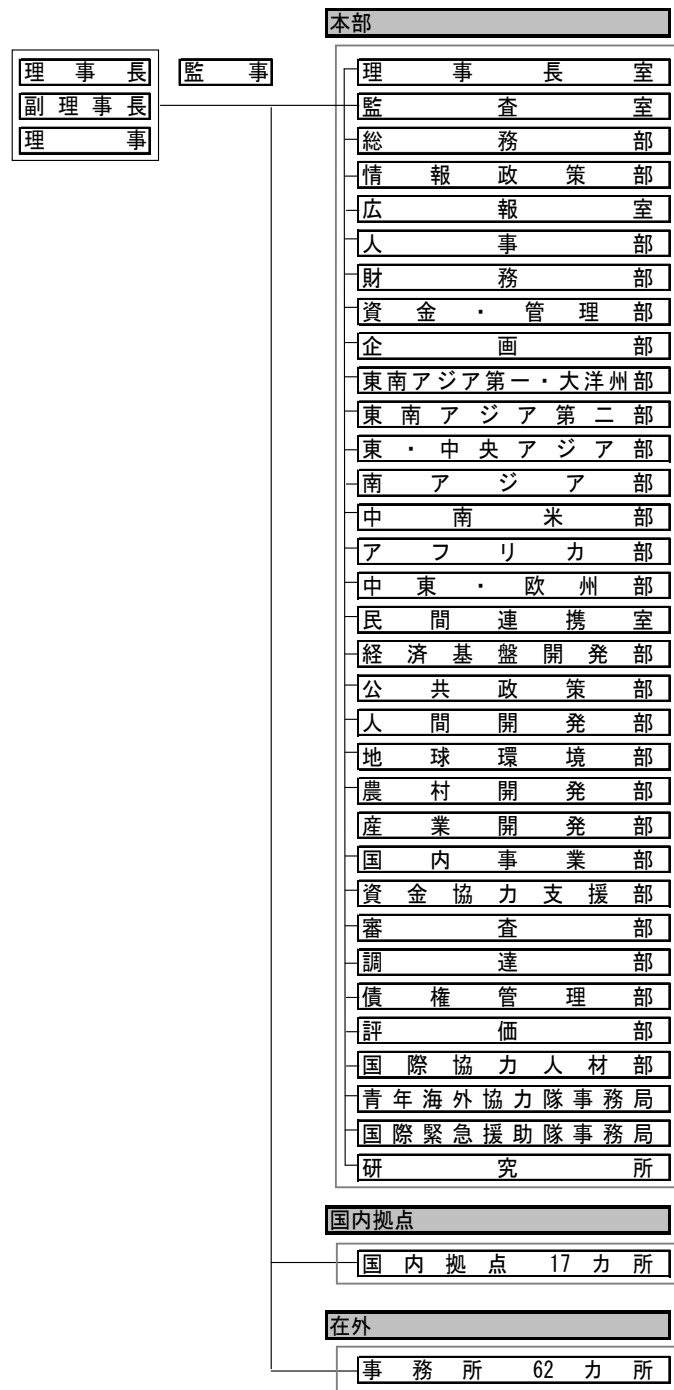 本部
理事長 監事
副理事長
理事
理事長室
監査室
総務部
情報政策部
広報室
人事部
財務部
資金・管理部
企画部
東南アジア第一・大洋州部
東南アジア第二部
東・中央アジア部
南アジア部
中南米部
アフリカ部
中東・欧州部
民間連携室
経済基盤開発部
公共政策部
人間開発部
地球環境部
農村開発部
産業開発部
国内事業部
資金協力支援部
審査部
調達部
債権管理部
評価部
国際協力人材部
青年海外協力隊事務局
国際緊急援助隊事務局
研究所
国内拠点
国内拠点 17カ所
在外
事務所 62カ所